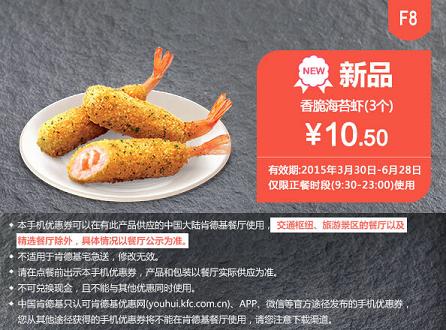 F8
NEW 新品
香脆海苔虾(3个)
¥10.50
有效期:2015年3月30日-6月28日
仅限正餐时段(9:30-23:00)使用
• 本手机优惠券可以在有此产品供应的中国大陆肯德基餐厅使用，交通枢纽、旅游景区的餐厅以及
精选餐厅除外，具体情况以餐厅公示为准。
• 不适用于肯德基宅急送，修改无效。
• 请在点餐前出示本手机优惠券，产品和包装以餐厅实际供应为准。
• 不可兑换现金，且不能与其他优惠同时使用。
• 中国肯德基只认可肯德基优惠网(youhui.kfc.com.cn)、APP、微信等官方途径发布的手机优惠券，
您从其他途径获得的手机优惠券将不能在肯德基餐厅使用，请您注意下载渠道。